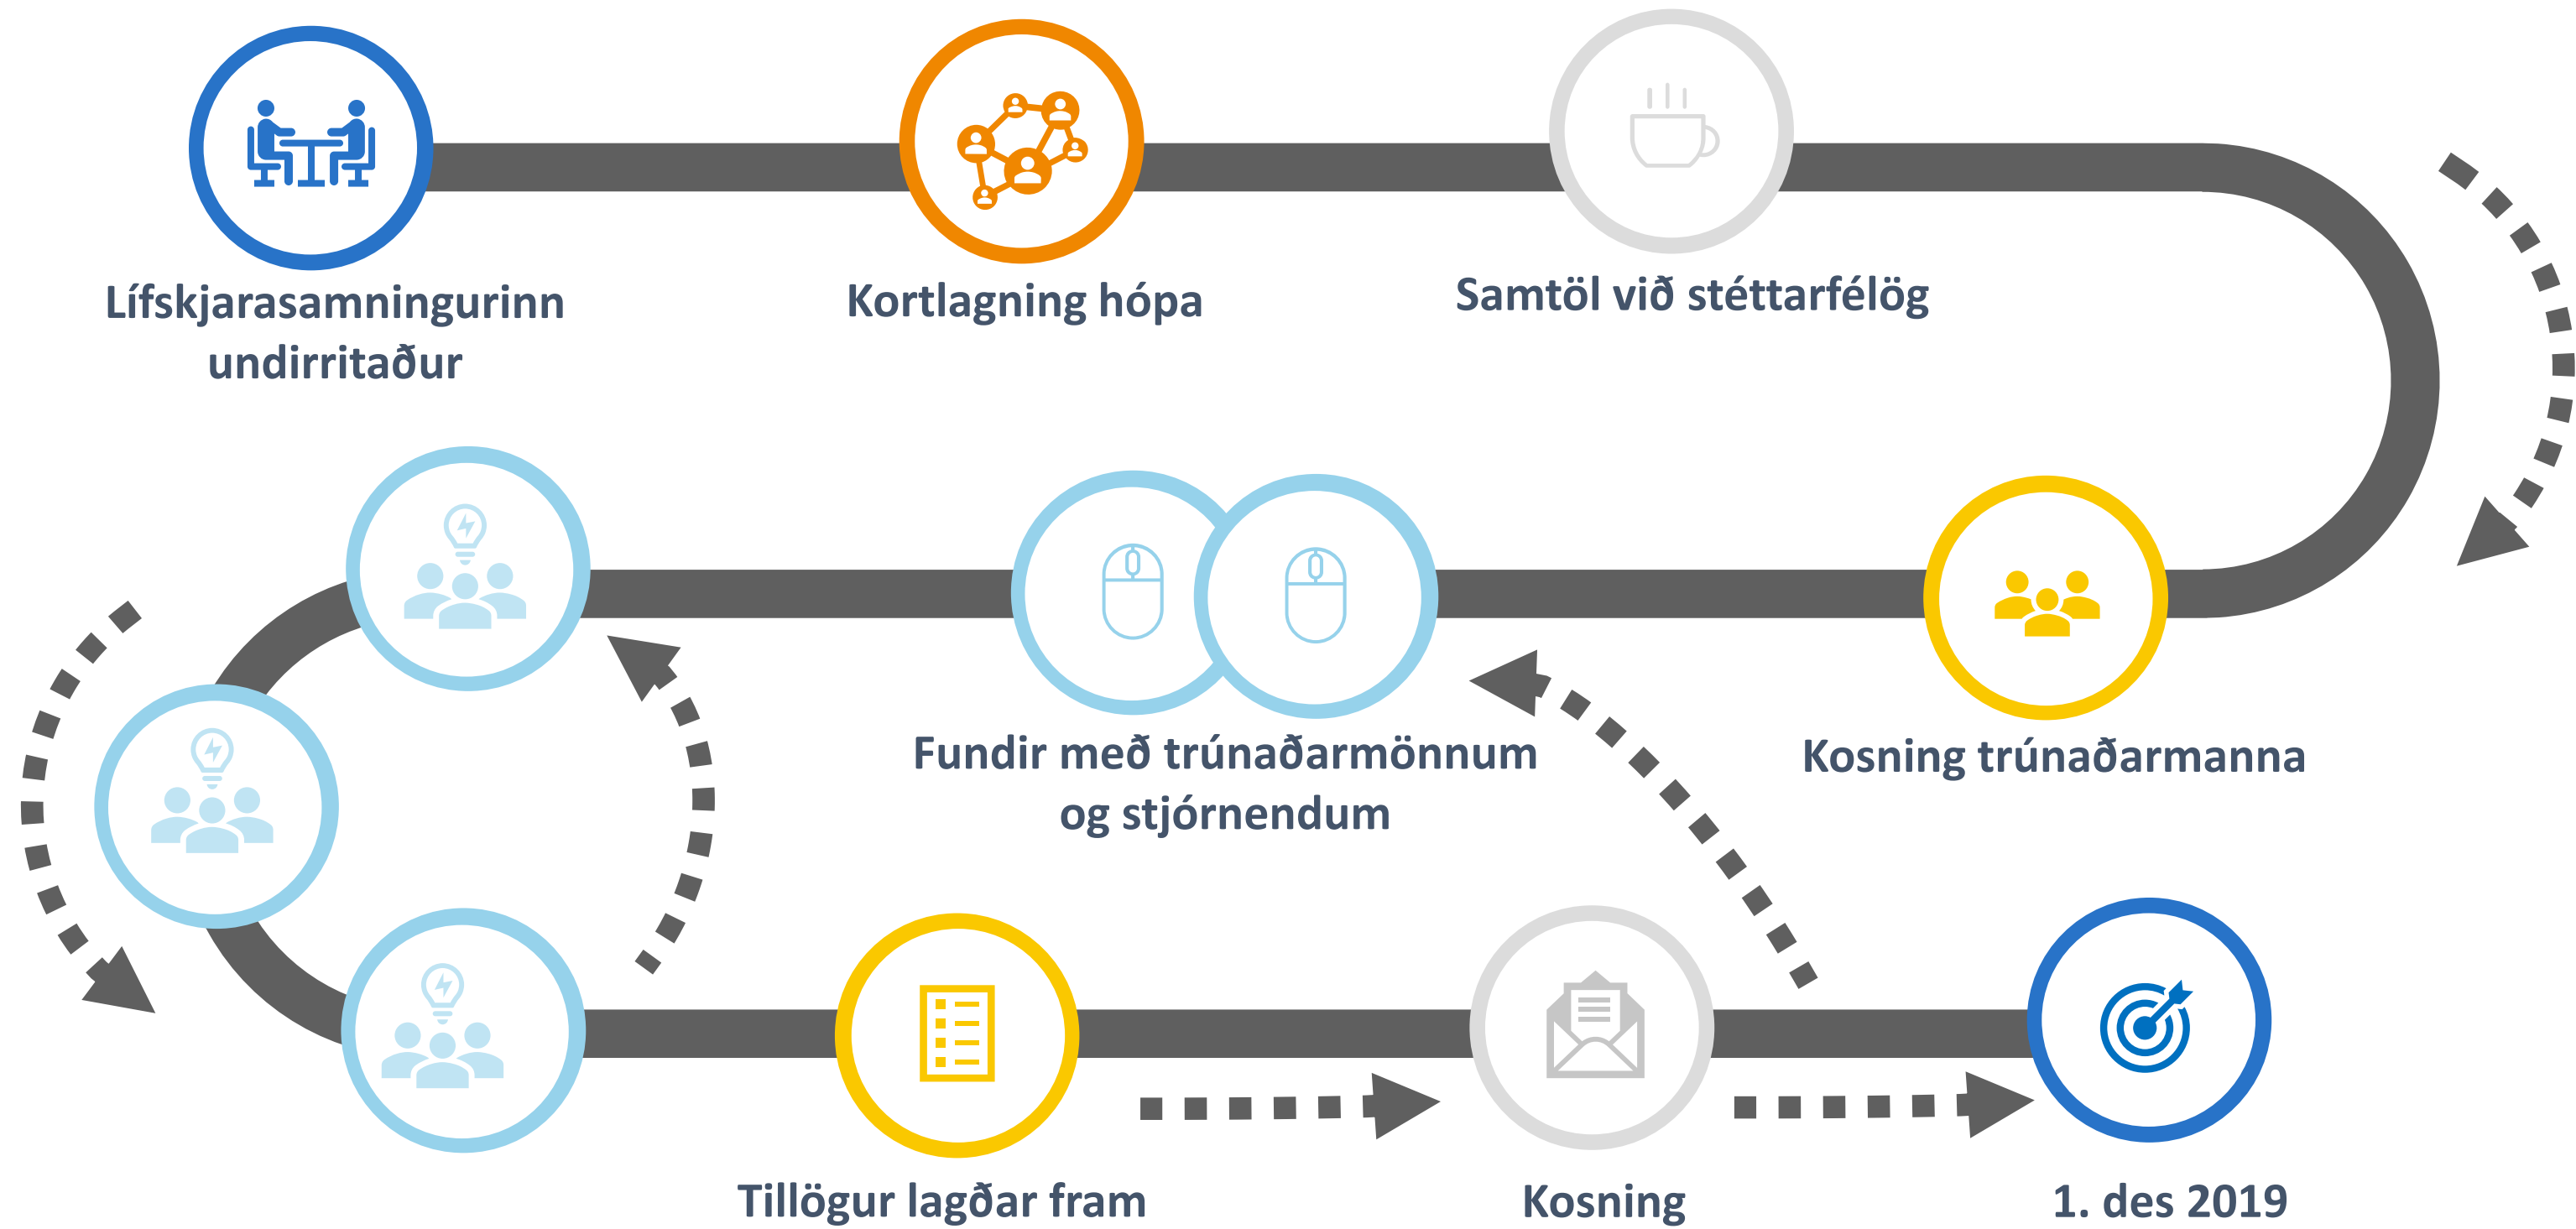 Lífskjarasamningurinn
undirritaður
Kortlagning hópa
Samtöl við stéttarfélög
Kosning trúnaðarmanna
Fundir með trúnaðarmönnum
og stjórnendum
Tillögur lagðar fram
Kosning
1. des 2019